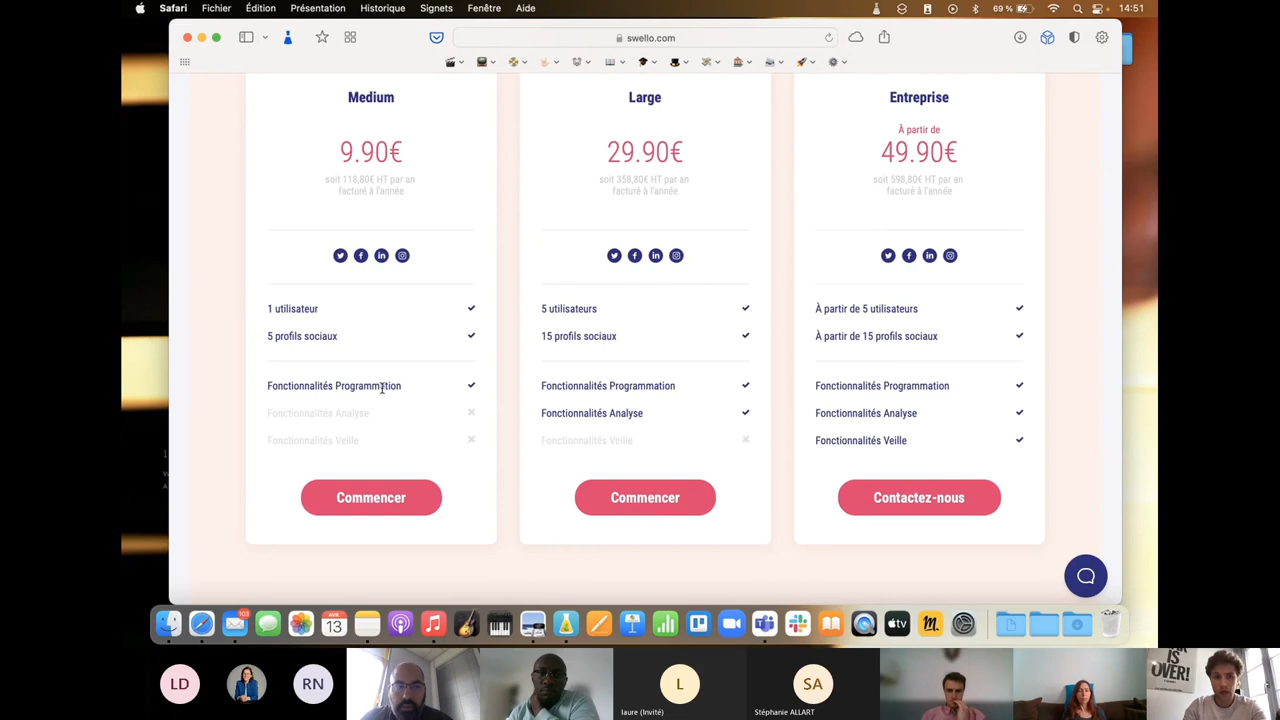 Safari Fichier Édition Présentation Historique Signets Fenêtre Aide 69 % 14:51
swello.com
Medium
9.90€
soit 118,80€ HT par an
facturé à l'année
1 utilisateur
5 profils sociaux
Fonctionnalités Programmation
Fonctionnalités Analyse
Fonctionnalités Veille
Commencer
Large
29.90€
soit 358,80€ HT par an
facturé à l'année
5 utilisateurs
15 profils sociaux
Fonctionnalités Programmation
Fonctionnalités Analyse
Fonctionnalités Veille
Commencer
Entreprise
À partir de
49.90€
soit 598,80€ HT par an
facturé à l'année
À partir de 5 utilisateurs
À partir de 15 profils sociaux
Fonctionnalités Programmation
Fonctionnalités Analyse
Fonctionnalités Veille
Contactez-nous
103
13
tv
LD
RN
L
laure (Invité)
SA
Stéphanie ALLART
IS OVER!